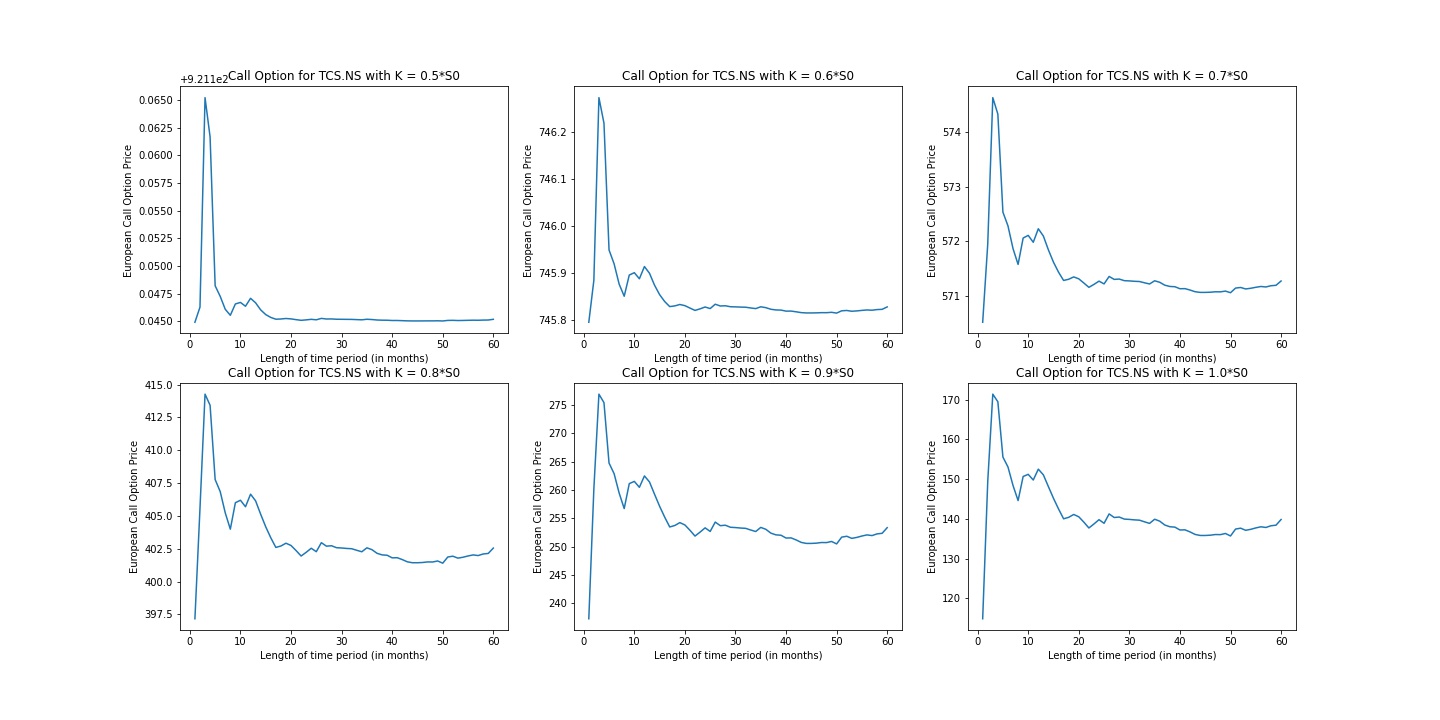 Call Option for TCS.NS with K = 0.5*S0
+9.211e2
0.0650
0.0625
0.0600
0.0575
0.0550
0.0525
0.0500
0.0475
0.0450
European Call Option Price
0 10 20 30 40 50 60
Length of time period (in months)
Call Option for TCS.NS with K = 0.6*S0
746.2
746.1
746.0
745.9
745.8
European Call Option Price
0 10 20 30 40 50 60
Length of time period (in months)
Call Option for TCS.NS with K = 0.7*S0
574
573
572
571
European Call Option Price
0 10 20 30 40 50 60
Length of time period (in months)
Call Option for TCS.NS with K = 0.8*S0
415.0
412.5
410.0
407.5
405.0
402.5
400.0
397.5
European Call Option Price
0 10 20 30 40 50 60
Length of time period (in months)
Call Option for TCS.NS with K = 0.9*S0
275
270
265
260
255
250
245
240
European Call Option Price
0 10 20 30 40 50 60
Length of time period (in months)
Call Option for TCS.NS with K = 1.0*S0
170
160
150
140
130
120
European Call Option Price
0 10 20 30 40 50 60
Length of time period (in months)